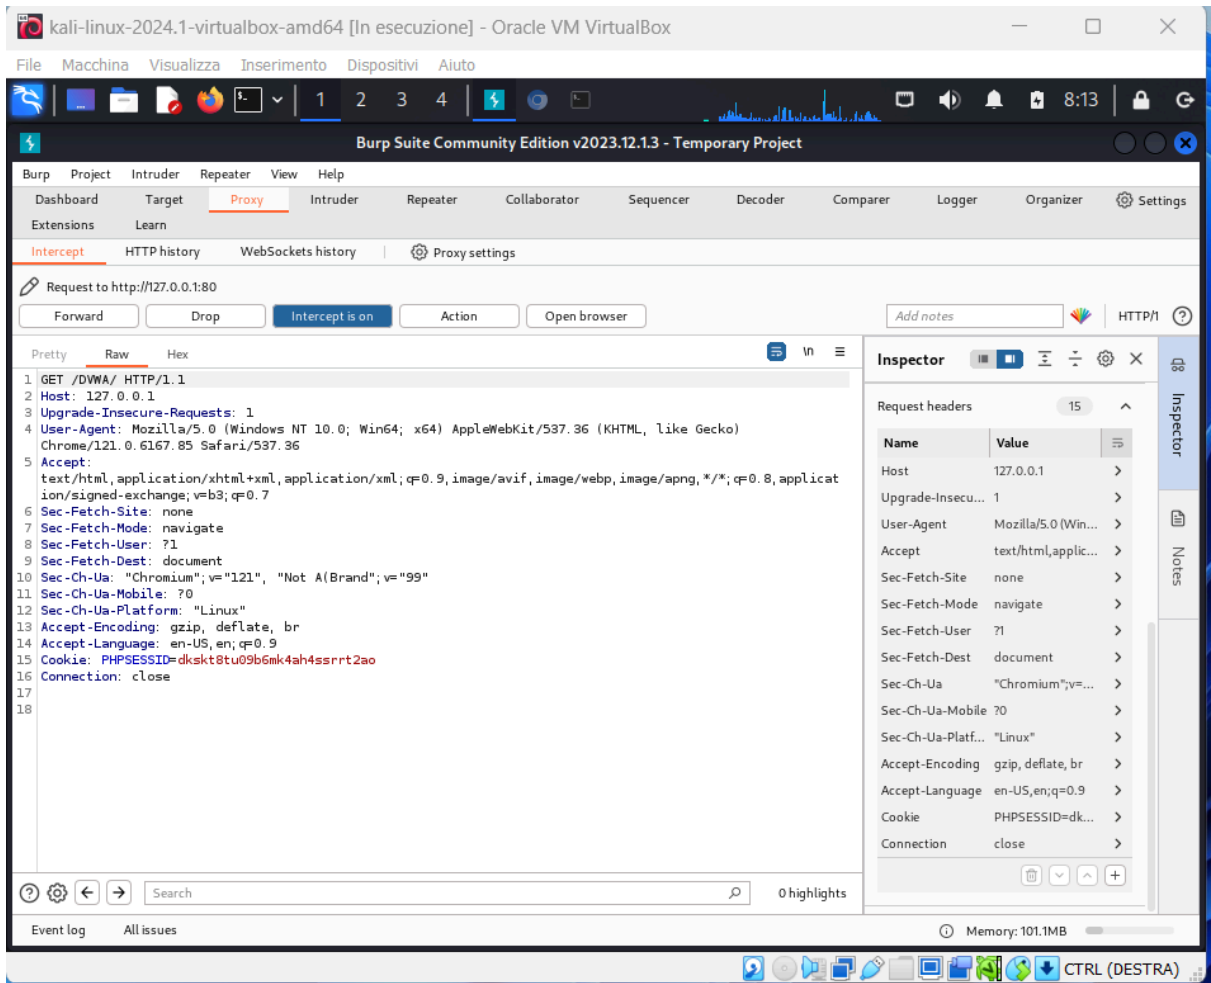 kali-linux-2024.1-virtualbox-amd64 [In esecuzione] - Oracle VM VirtualBox
File Macchina Visualizza Inserimento Dispositivi Aiuto
1 2 3 4 8:13
Burp Suite Community Edition v2023.12.1.3 - Temporary Project
Burp Project Intruder Repeater View Help
Dashboard Target Proxy Intruder Repeater Collaborator Sequencer Decoder Comparer Logger Organizer Settings
Extensions Learn
Intercept HTTP history WebSockets history Proxy settings
Request to http://127.0.0.1:80
Forward Drop Intercept is on Action Open browser Add notes HTTP/1
Pretty Raw Hex \n
1 GET /DVWA/ HTTP/1.1
2 Host: 127.0.0.1
3 Upgrade-Insecure-Requests: 1
4 User-Agent: Mozilla/5.0 (Windows NT 10.0; Win64; x64) AppleWebKit/537.36 (KHTML, like Gecko)
Chrome/121.0.6167.85 Safari/537.36
5 Accept:
text/html,application/xhtml+xml,application/xml;q=0.9,image/avif,image/webp,image/apng,*/*;q=0.8,applicat
ion/signed-exchange;v=b3;q=0.7
6 Sec-Fetch-Site: none
7 Sec-Fetch-Mode: navigate
8 Sec-Fetch-User: ?1
9 Sec-Fetch-Dest: document
10 Sec-Ch-Ua: "Chromium";v="121", "Not A(Brand";v="99"
11 Sec-Ch-Ua-Mobile: ?0
12 Sec-Ch-Ua-Platform: "Linux"
13 Accept-Encoding: gzip, deflate, br
14 Accept-Language: en-US,en;q=0.9
15 Cookie: PHPSESSID=dkskt8tu09b6mk4ah4ssrrt2ao
16 Connection: close
17
18
Inspector
Request headers 15
Name Value
Host 127.0.0.1
Upgrade-Insecu... 1
User-Agent Mozilla/5.0 (Win...
Accept text/html,applic...
Sec-Fetch-Site none
Sec-Fetch-Mode navigate
Sec-Fetch-User ?1
Sec-Fetch-Dest document
Sec-Ch-Ua "Chromium";v=...
Sec-Ch-Ua-Mobile ?0
Sec-Ch-Ua-Platf... "Linux"
Accept-Encoding gzip, deflate, br
Accept-Language en-US,en;q=0.9
Cookie PHPSESSID=dk...
Connection close
Inspector
Notes
Search 0 highlights
Event log All issues Memory: 101.1MB
CTRL (DESTRA)